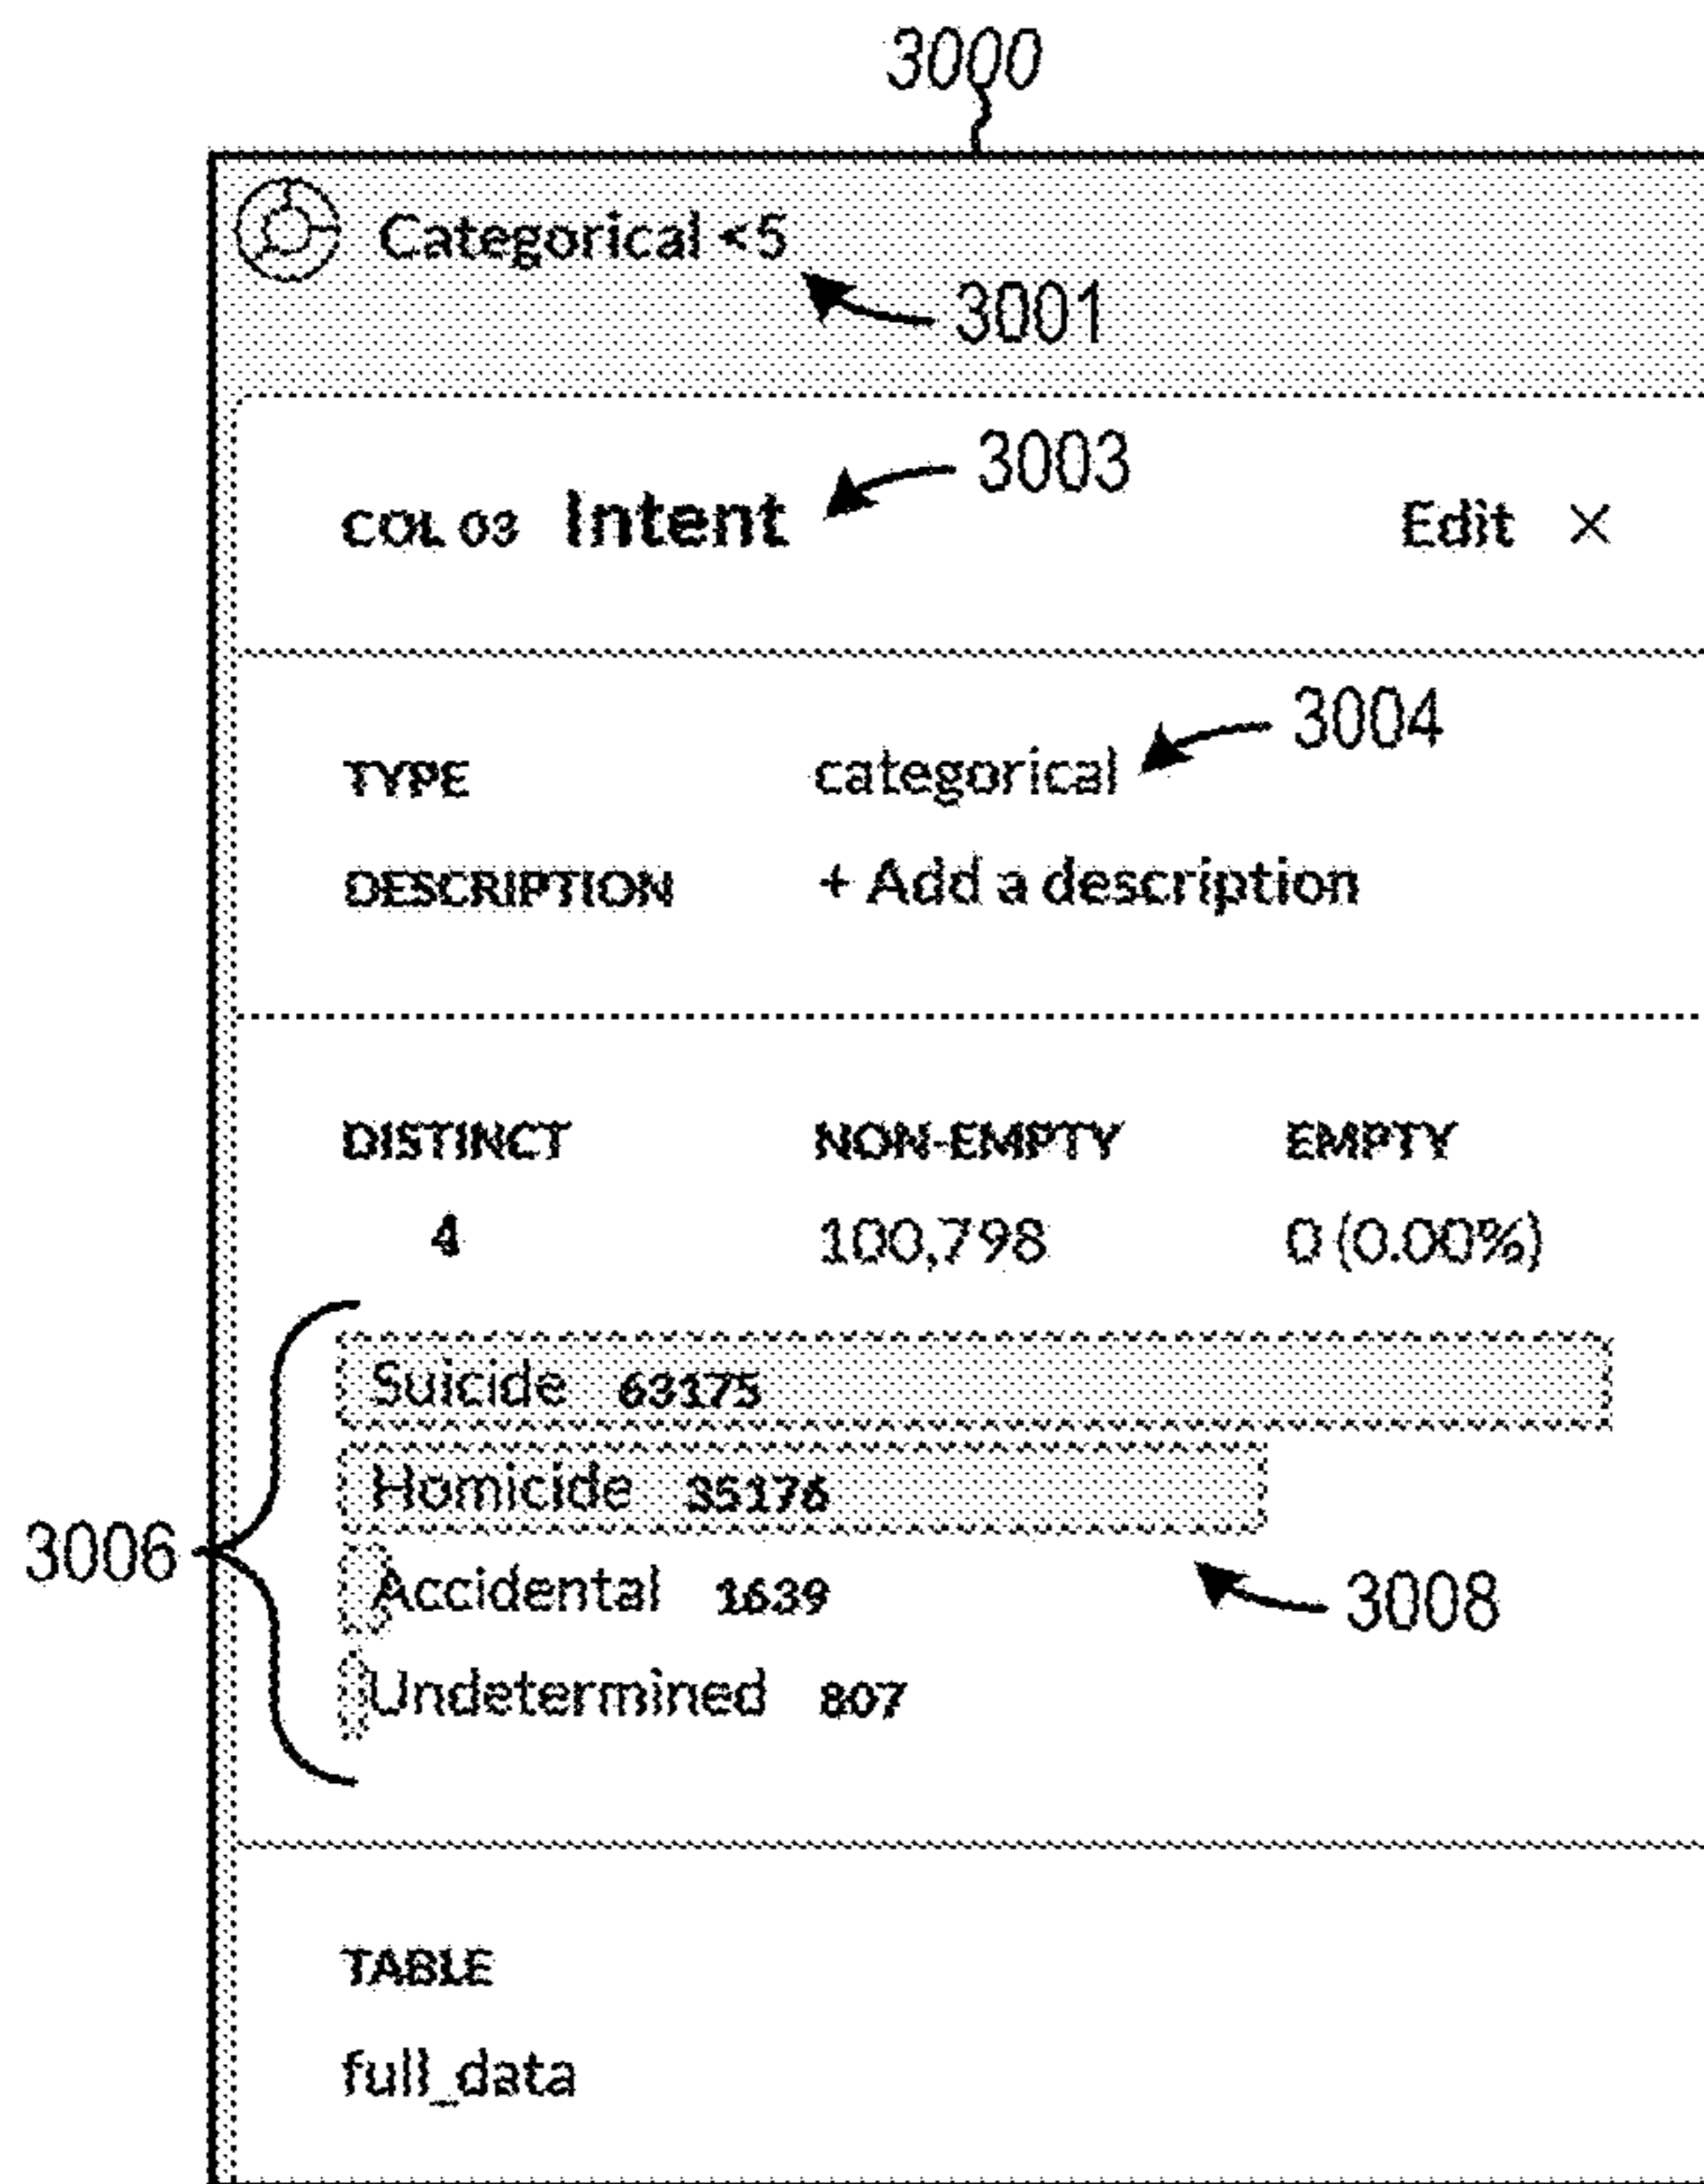 3000
Categorical <5
3001
3003
COL 03 Intent Edit ×
3004
TYPE categorical
DESCRIPTION + Add a description
DISTINCT NON-EMPTY EMPTY
4 100,798 0 (0.00%)
Suicide 63175
Homicide 35176
3006 Accidental 1639 3008
Undetermined 807
TABLE
full_data